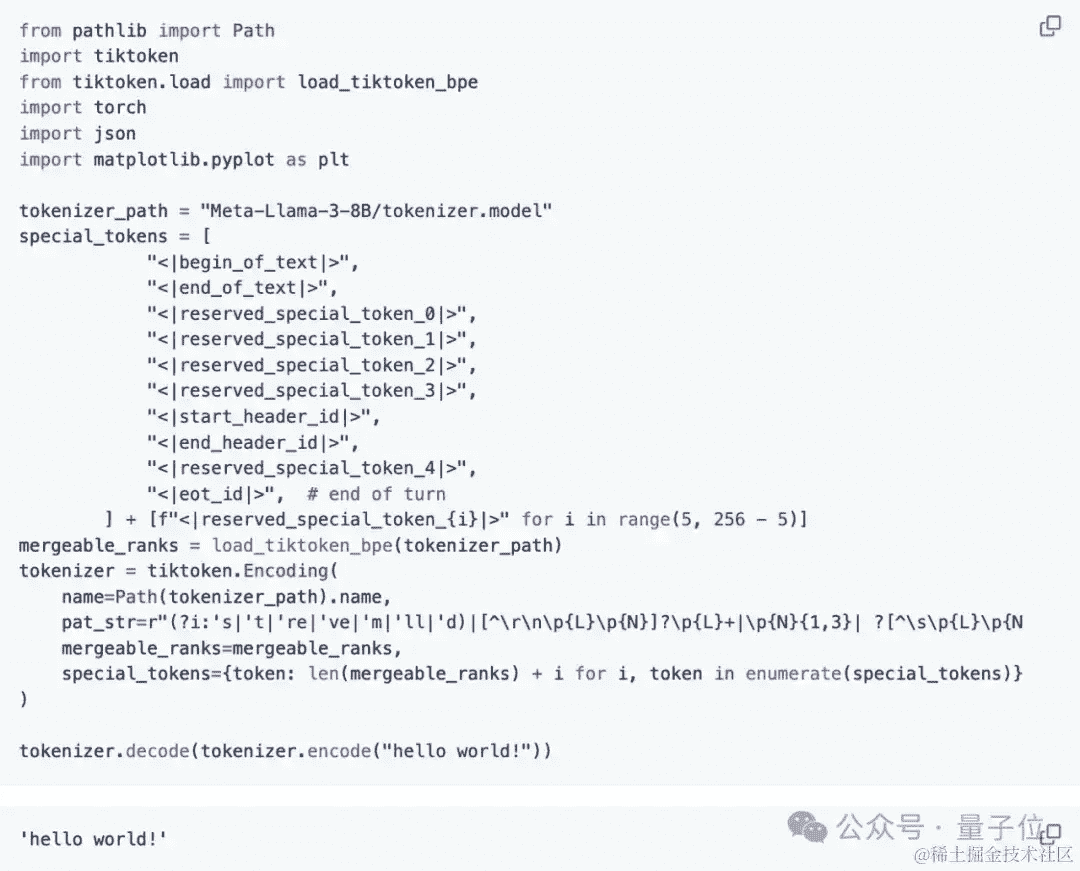 from pathlib import Path
import tiktoken
from tiktoken.load import load_tiktoken_bpe
import torch
import json
import matplotlib.pyplot as plt
tokenizer_path = "Meta-Llama-3-8B/tokenizer.model"
special_tokens = [
            "<|begin_of_text|>",
            "<|end_of_text|>",
            "<|reserved_special_token_0|>",
            "<|reserved_special_token_1|>",
            "<|reserved_special_token_2|>",
            "<|reserved_special_token_3|>",
            "<|start_header_id|>",
            "<|end_header_id|>",
            "<|reserved_special_token_4|>",
            "<|eot_id|>",  # end of turn
        ] + [f"<|reserved_special_token_{i}|>" for i in range(5, 256 - 5)]
mergeable_ranks = load_tiktoken_bpe(tokenizer_path)
tokenizer = tiktoken.Encoding(
    name=Path(tokenizer_path).name,
    pat_str=r"(?i:'s|'t|'re|'ve|'m|'ll|'d)|[^\r\n\p{L}\p{N}]?\p{L}+|\p{N}{1,3}| ?[^\s\p{L}\p{N
    mergeable_ranks=mergeable_ranks,
    special_tokens={token: len(mergeable_ranks) + i for i, token in enumerate(special_tokens)}
)
tokenizer.decode(tokenizer.encode("hello world!"))
'hello world!'
公众号 · 量子位
@稀土掘金技术社区